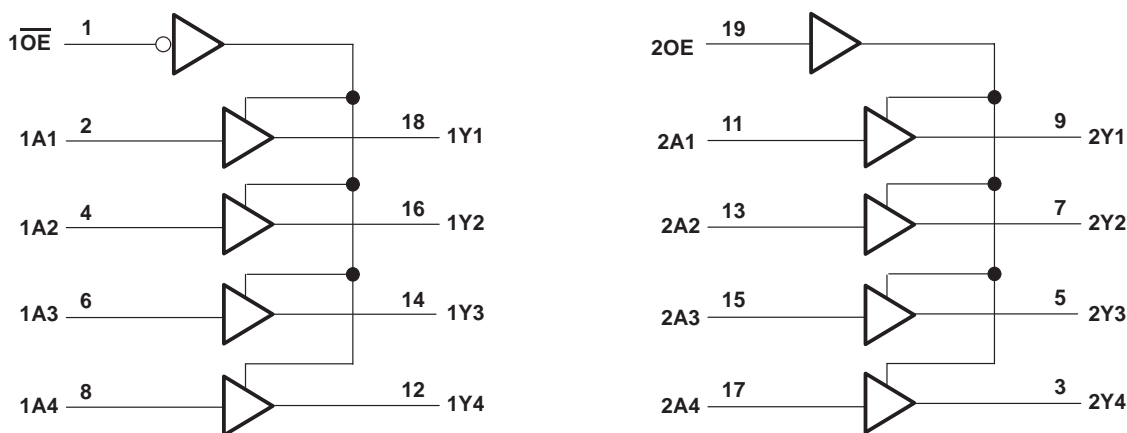 1O̅E̅ 1
1A1 2 18 1Y1
1A2 4 16 1Y2
1A3 6 14 1Y3
1A4 8 12 1Y4
2OE 19
2A1 11 9 2Y1
2A2 13 7 2Y2
2A3 15 5 2Y3
2A4 17 3 2Y4